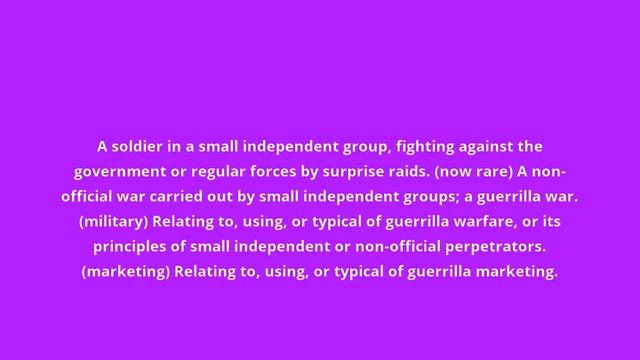 A soldier in a small independent group, fighting against the
government or regular forces by surprise raids. (now rare) A non-
official war carried out by small independent groups; a guerrilla war.
(military) Relating to, using, or typical of guerrilla warfare, or its
principles of small independent or non-official perpetrators.
(marketing) Relating to, using, or typical of guerrilla marketing.